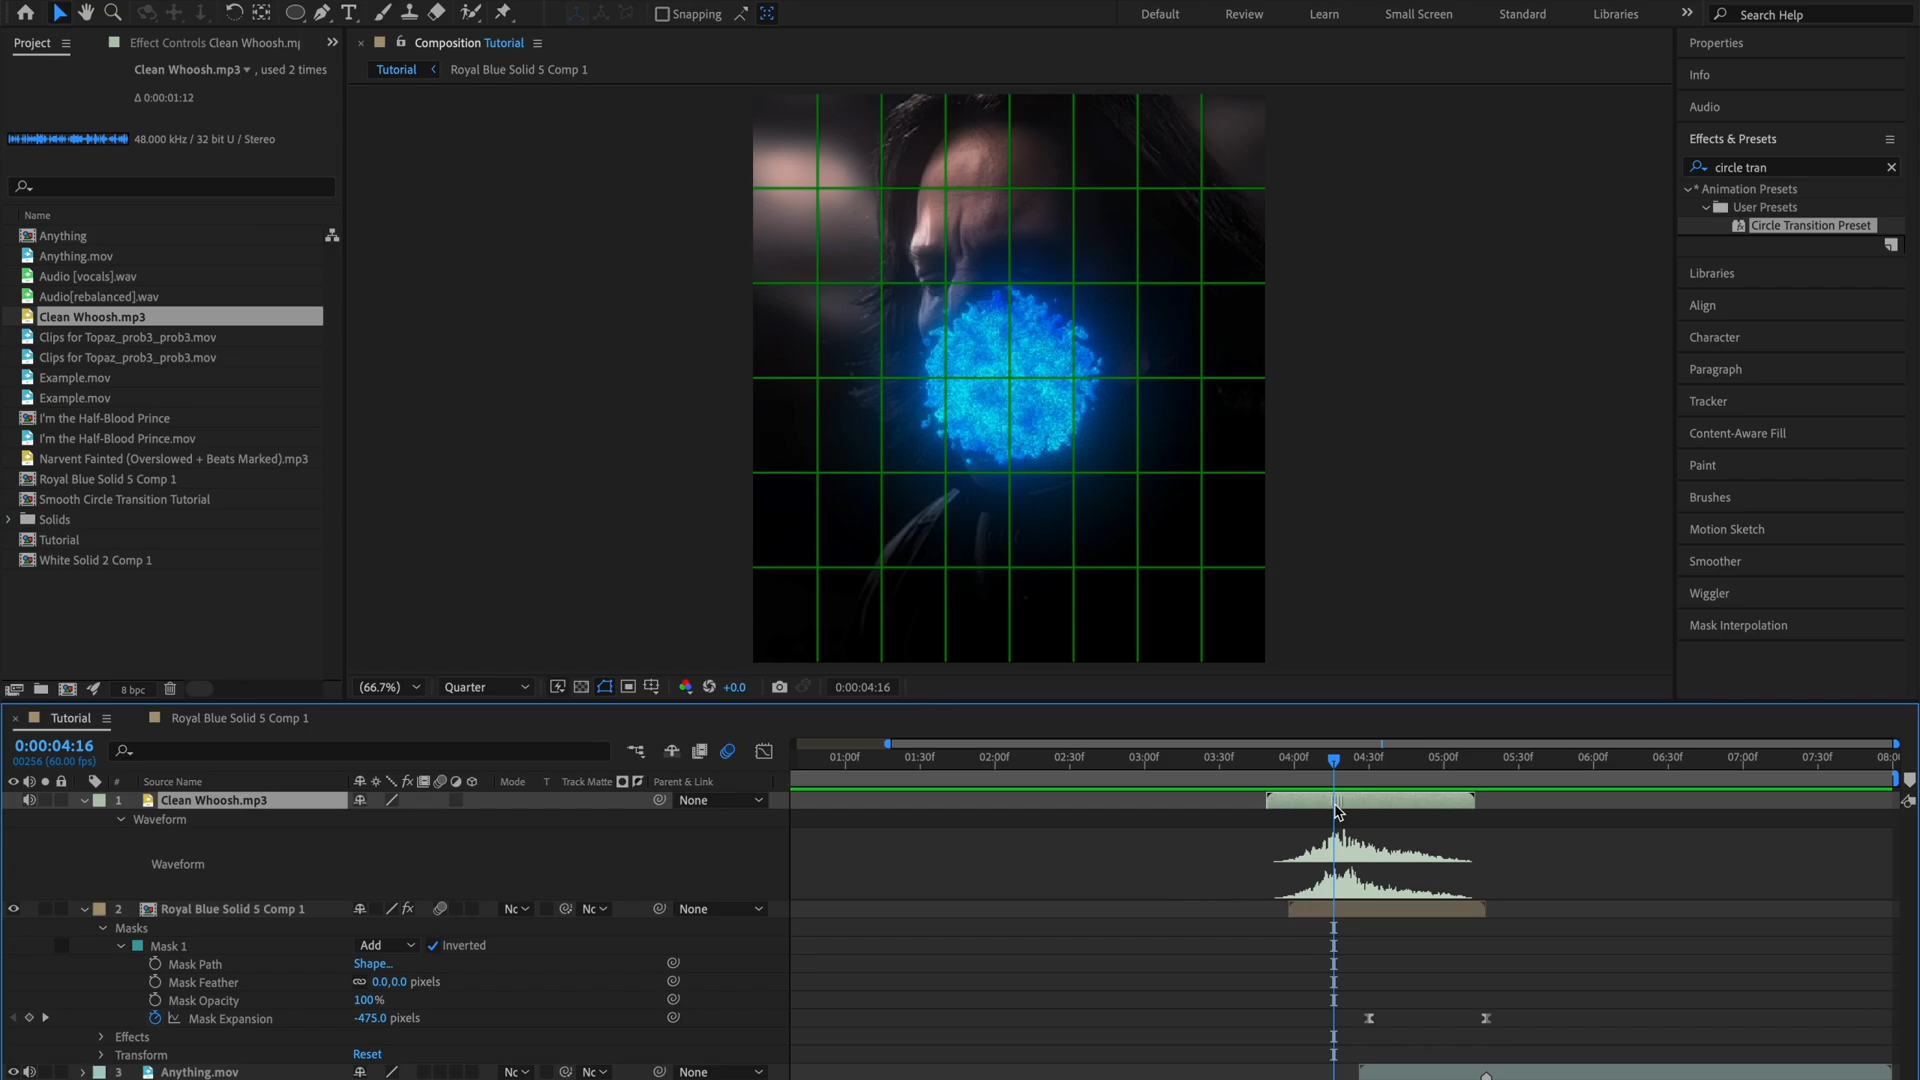 Snapping
Default
Review
Learn
Small Screen
Standard
Libraries
Search Help
Project
Effect Controls Clean Whoosh.mp
Composition Tutorial
Tutorial
Royal Blue Solid 5 Comp 1
Clean Whoosh.mp3 , used 2 times
Δ 0:00:01:12
48.000 kHz / 32 bit U / Stereo
Name
Anything
Anything.mov
Audio [vocals].wav
Audio[rebalanced].wav
Clean Whoosh.mp3
Clips for Topaz_prob3_prob3.mov
Clips for Topaz_prob3_prob3.mov
Example.mov
Example.mov
I'm the Half-Blood Prince
I'm the Half-Blood Prince.mov
Narvent Fainted (Overslowed + Beats Marked).mp3
Royal Blue Solid 5 Comp 1
Smooth Circle Transition Tutorial
Solids
Tutorial
White Solid 2 Comp 1
8 bpc
(66.7%)
Quarter
+0.0
0:00:04:16
Properties
Info
Audio
Effects & Presets
circle tran
* Animation Presets
User Presets
Circle Transition Preset
Libraries
Align
Character
Paragraph
Tracker
Content-Aware Fill
Paint
Brushes
Motion Sketch
Smoother
Wiggler
Mask Interpolation
Tutorial
Royal Blue Solid 5 Comp 1
0:00:04:16
00256 (60.00 fps)
01:00f 01:30f 02:00f 02:30f 03:00f 03:30f 04:00f 04:30f 05:00f 05:30f 06:00f 06:30f 07:00f 07:30f 08:00
# Source Name Mode T Track Matte Parent & Link
1 Clean Whoosh.mp3 None
Waveform
Waveform
2 Royal Blue Solid 5 Comp 1 fx Nc Nc None
Masks
Mask 1 Add Inverted
Mask Path Shape...
Mask Feather 0.0,0.0 pixels
Mask Opacity 100%
Mask Expansion -475.0 pixels
Effects
Transform Reset
3 Anything.mov Nc Nc None